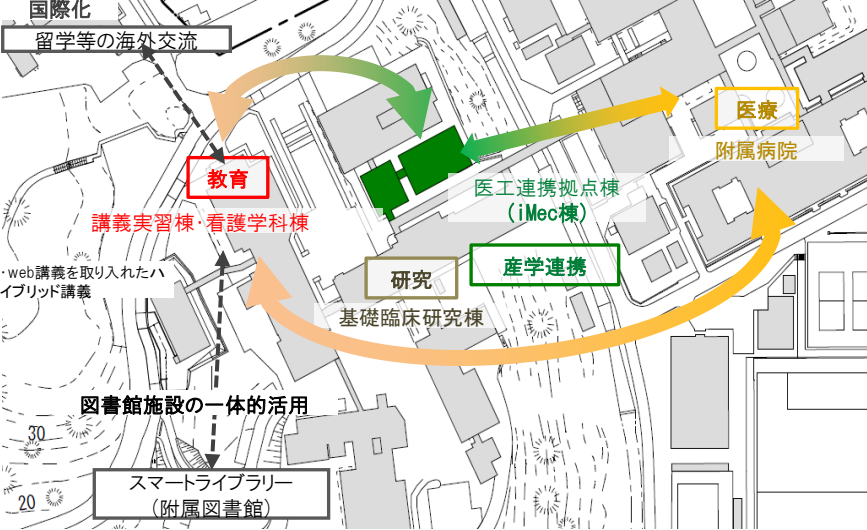 国際化
留学等の海外交流
医療
附属病院
教育
講義実習棟・看護学科棟
医工連携拠点棟
(iMec棟)
産学連携
・web講義を取り入れたハ
イブリッド講義
研究
基礎臨床研究棟
図書館施設の一体的活用
30
スマートライブラリー
(附属図書館)
20